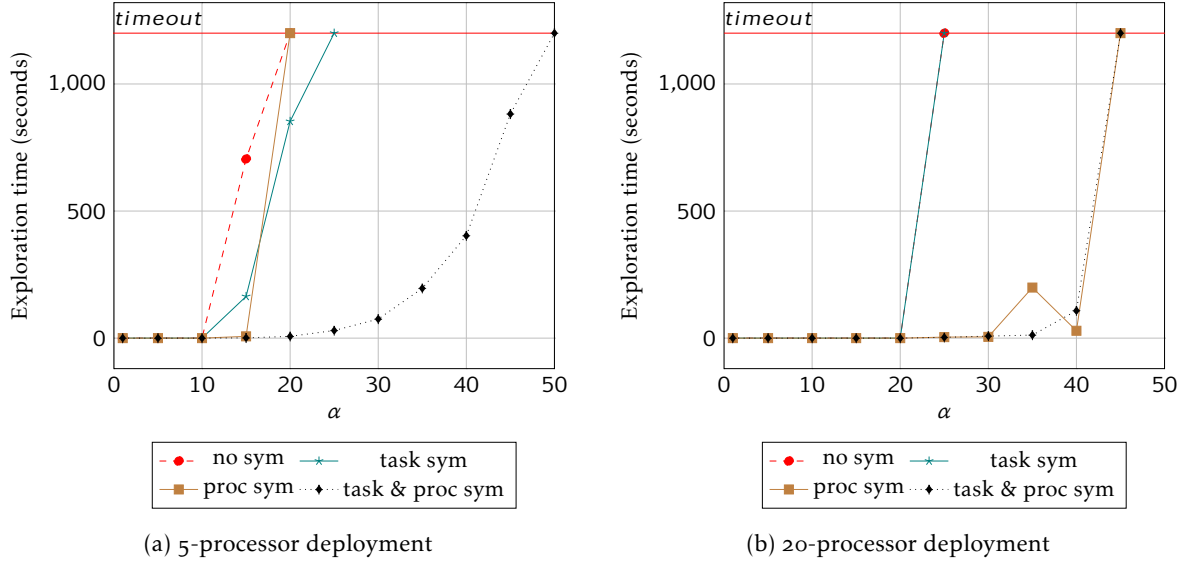 timeout
1,000
500
0
Exploration time (seconds)
0 10 20 30 40 50
α
no sym task sym
proc sym task & proc sym
(a) 5-processor deployment
timeout
1,000
500
0
Exploration time (seconds)
0 10 20 30 40 50
α
no sym task sym
proc sym task & proc sym
(b) 20-processor deployment